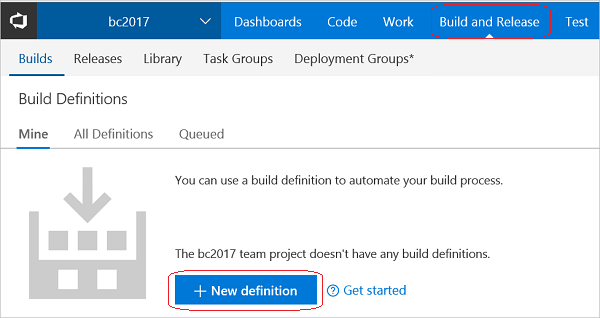 bc2017 Dashboards Code Work Build and Release Test
Builds Releases Library Task Groups Deployment Groups*
Build Definitions
Mine All Definitions Queued
You can use a build definition to automate your build process.
The bc2017 team project doesn't have any build definitions.
+ New definition ? Get started